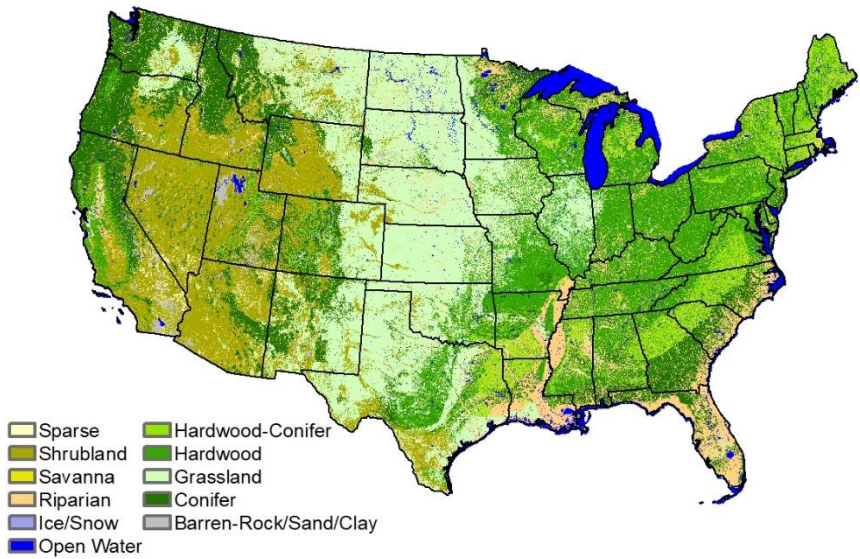 Sparse
Shrubland
Savanna
Riparian
Ice/Snow
Open Water
Hardwood-Conifer
Hardwood
Grassland
Conifer
Barren-Rock/Sand/Clay